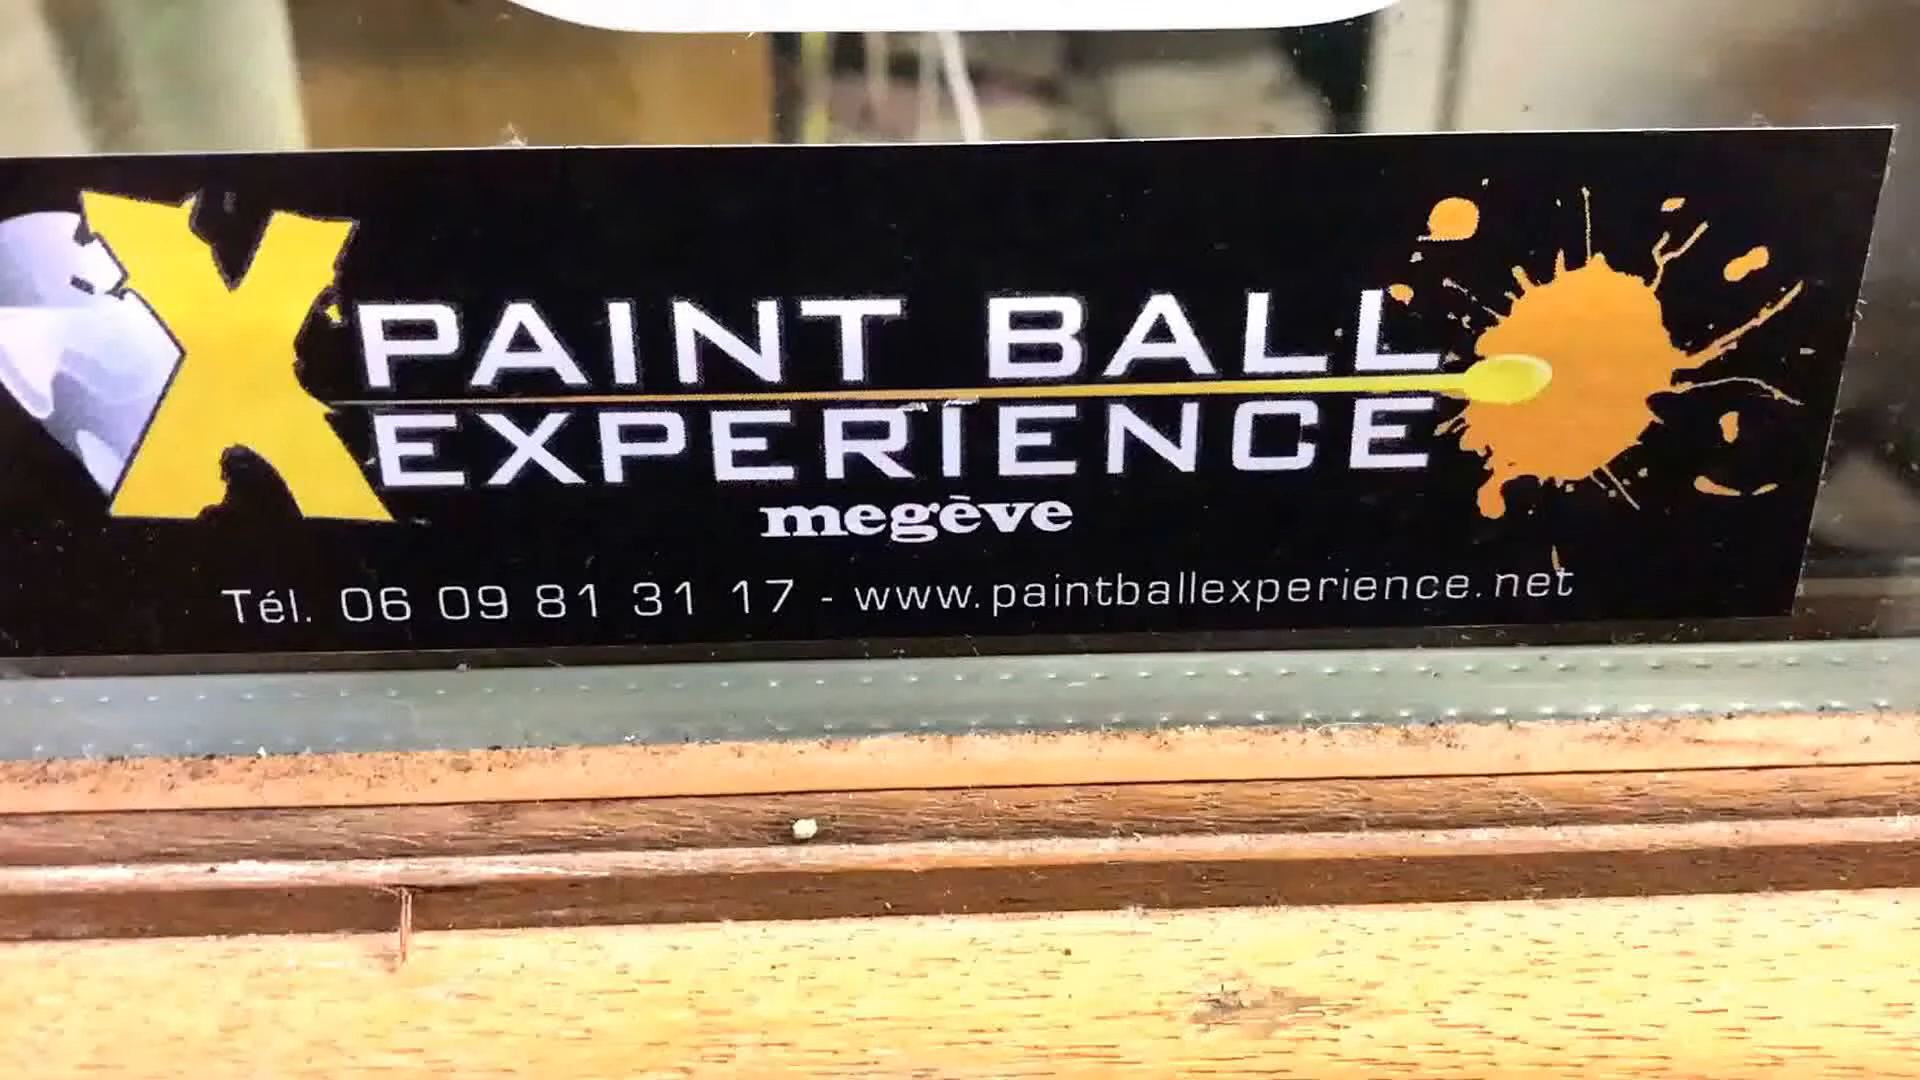 X
PAINT BALL
EXPERIENCE
megève
Tél. 06 09 81 31 17 - www.paintballexperience.net